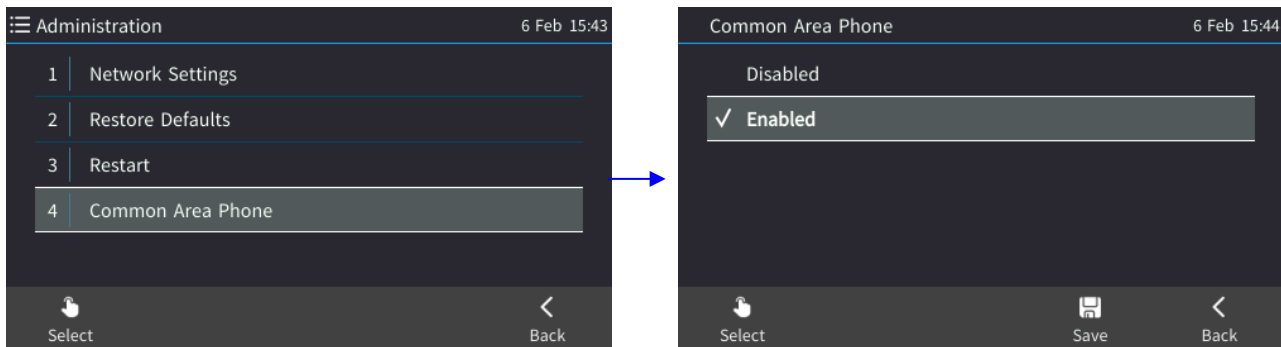 Administration 6 Feb 15:43
1 Network Settings
2 Restore Defaults
3 Restart
4 Common Area Phone
Select Back
Common Area Phone 6 Feb 15:44
Disabled
Enabled
Select Save Back